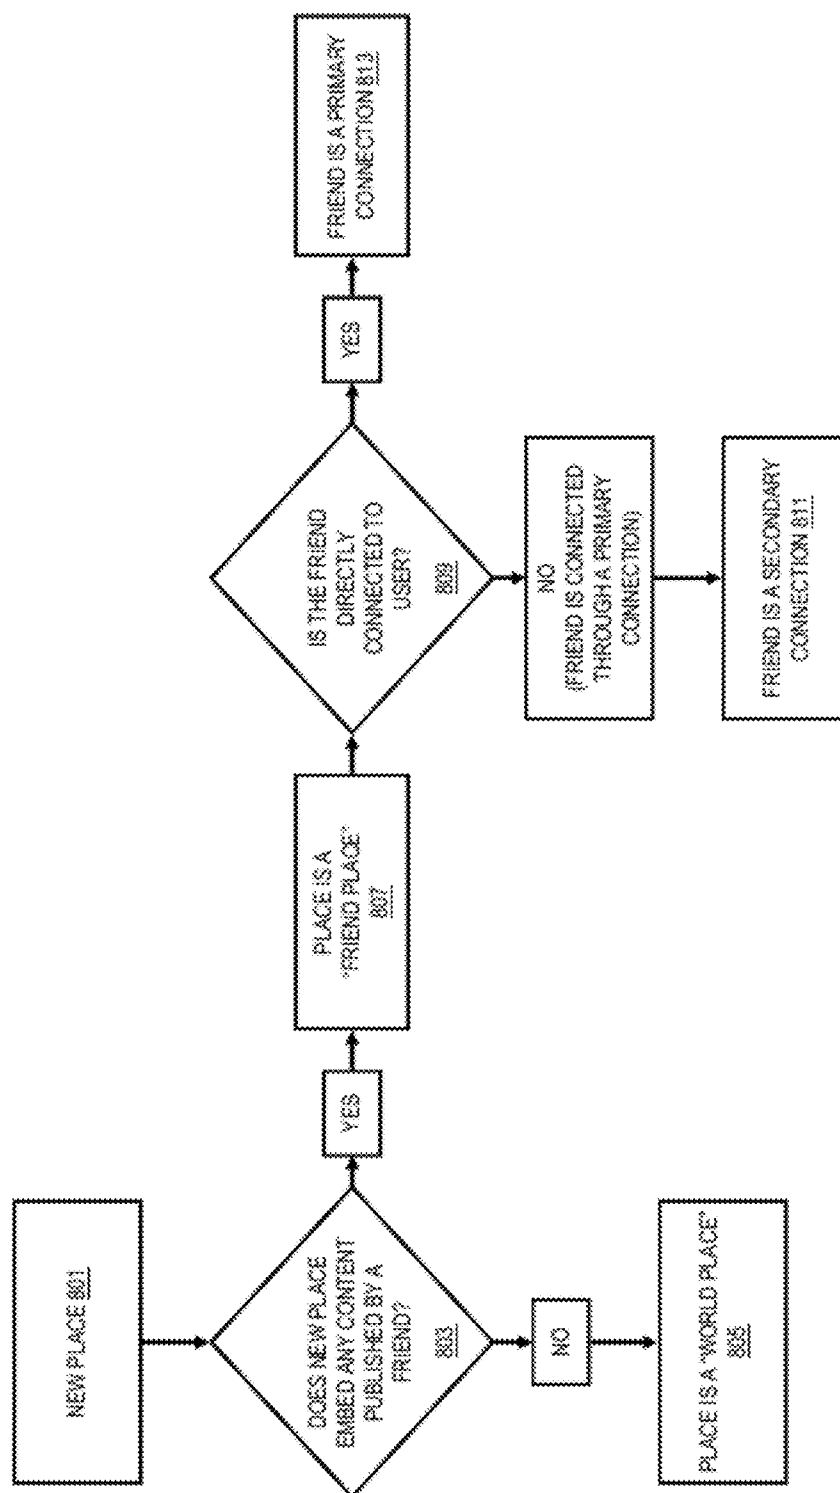 NEW PLACE 801
DOES NEW PLACE
EMBED ANY CONTENT
PUBLISHED BY A
FRIEND?
803
NO
PLACE IS A "WORLD PLACE"
805
YES
PLACE IS A
"FRIEND PLACE"
807
IS THE FRIEND
DIRECTLY
CONNECTED TO
USER?
809
NO
(FRIEND IS CONNECTED
THROUGH A PRIMARY
CONNECTION)
FRIEND IS A SECONDARY
CONNECTION 811
YES
FRIEND IS A PRIMARY
CONNECTION 813